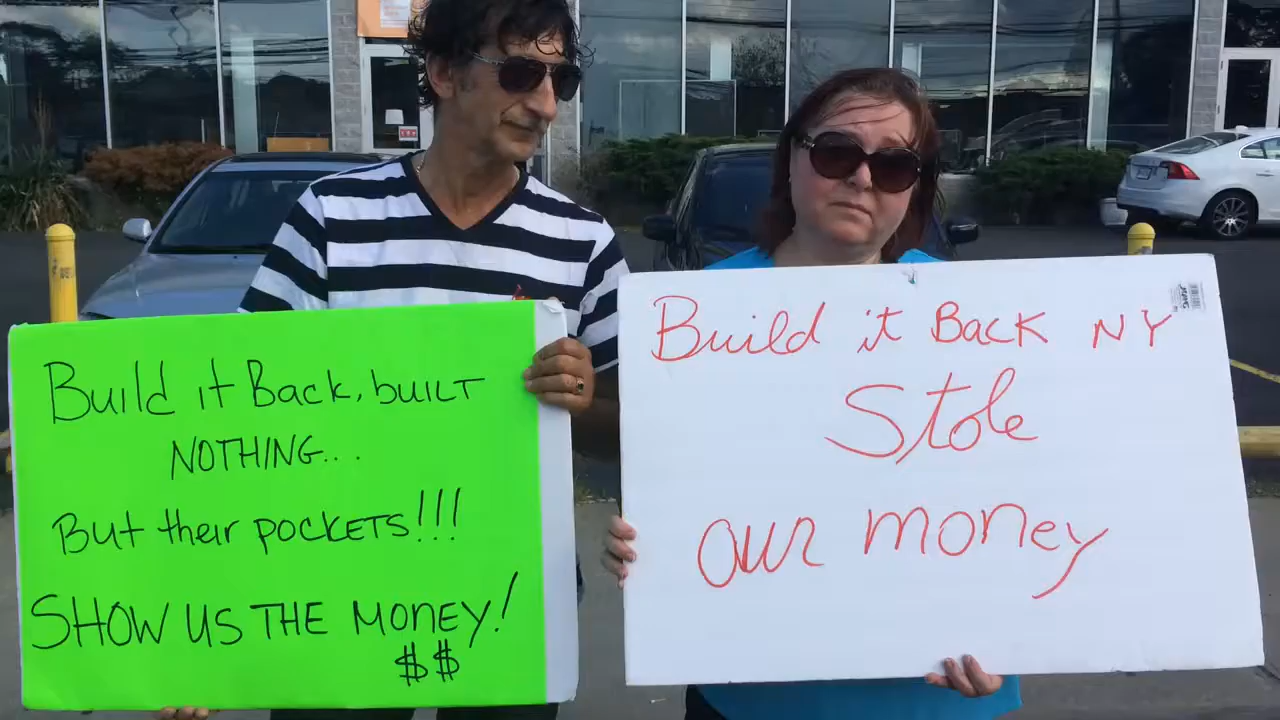 Build it Back, built
NOTHING...
But their pockets!!!
SHOW US THE MONEY!
$$
Build it Back NY
Stole
our money